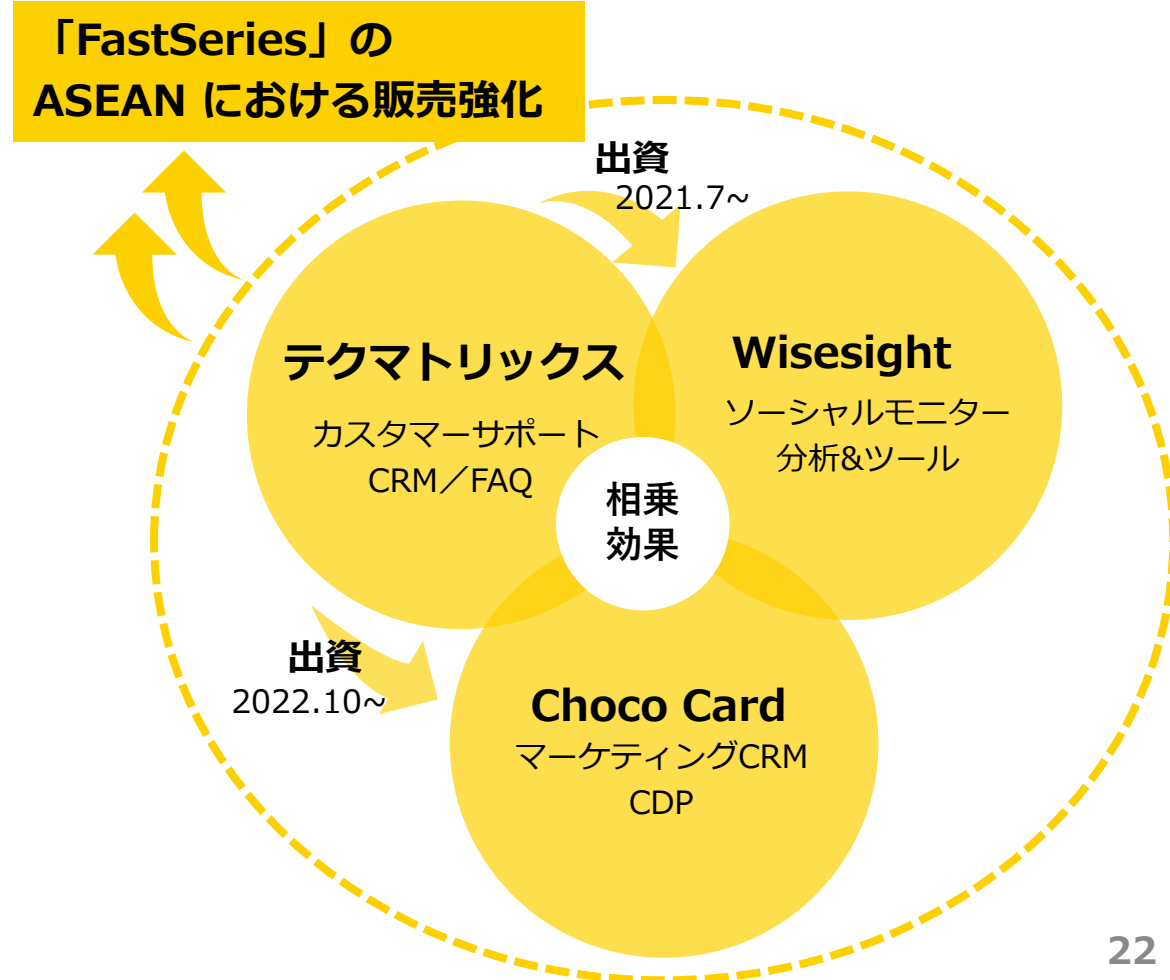 「FastSeries」の
ASEAN における販売強化
出資
2021.7~
テクマトリックス
カスタマーサポート
CRM／FAQ
Wisesight
ソーシャルモニター
分析&ツール
相乗
効果
出資
2022.10~
Choco Card
マーケティングCRM
CDP
22